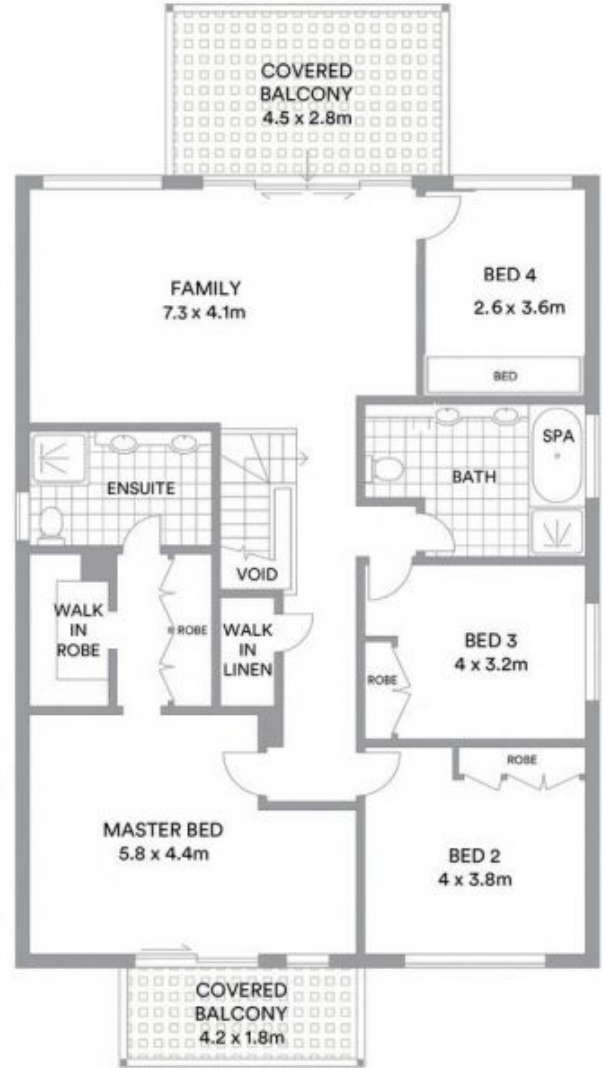 COVERED
BALCONY
4.5 x 2.8m
FAMILY
7.3 x 4.1m
BED 4
2.6 x 3.6m
BED
ENSUITE
BATH
SPA
VOID
WALK
IN
ROBE
ROBE
WALK
IN
LINEN
BED 3
4 x 3.2m
ROBE
ROBE
MASTER BED
5.8 x 4.4m
BED 2
4 x 3.8m
COVERED
BALCONY
4.2 x 1.8m